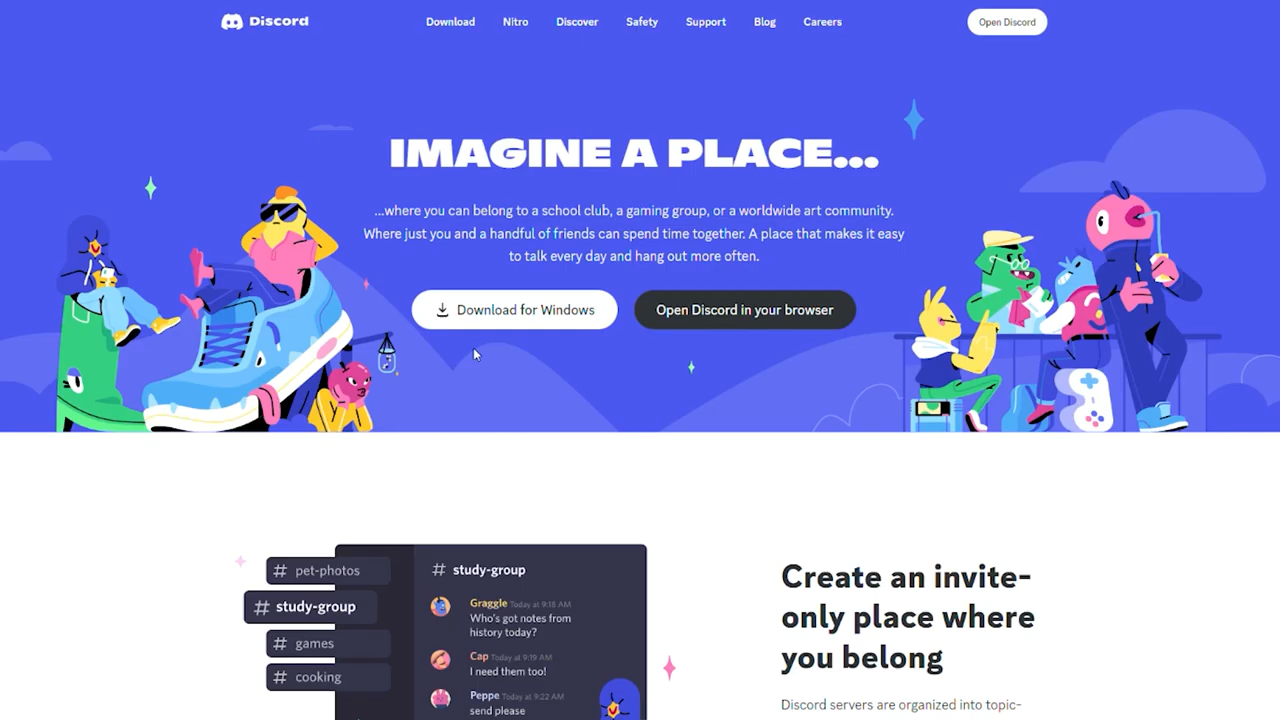 Discord
Download
Nitro
Discover
Safety
Support
Blog
Careers
Open Discord
IMAGINE A PLACE...
...where you can belong to a school club, a gaming group, or a worldwide art community.
Where just you and a handful of friends can spend time together. A place that makes it easy
to talk every day and hang out more often.
Download for Windows
Open Discord in your browser
# pet-photos
# study-group
# games
# cooking
# study-group
Graggle Today at 9:18 AM
Who's got notes from
history today?
Cap Today at 9:19 AM
I need them too!
Peppe Today at 9:22 AM
send please
Create an invite-
only place where
you belong
Discord servers are organized into topic-